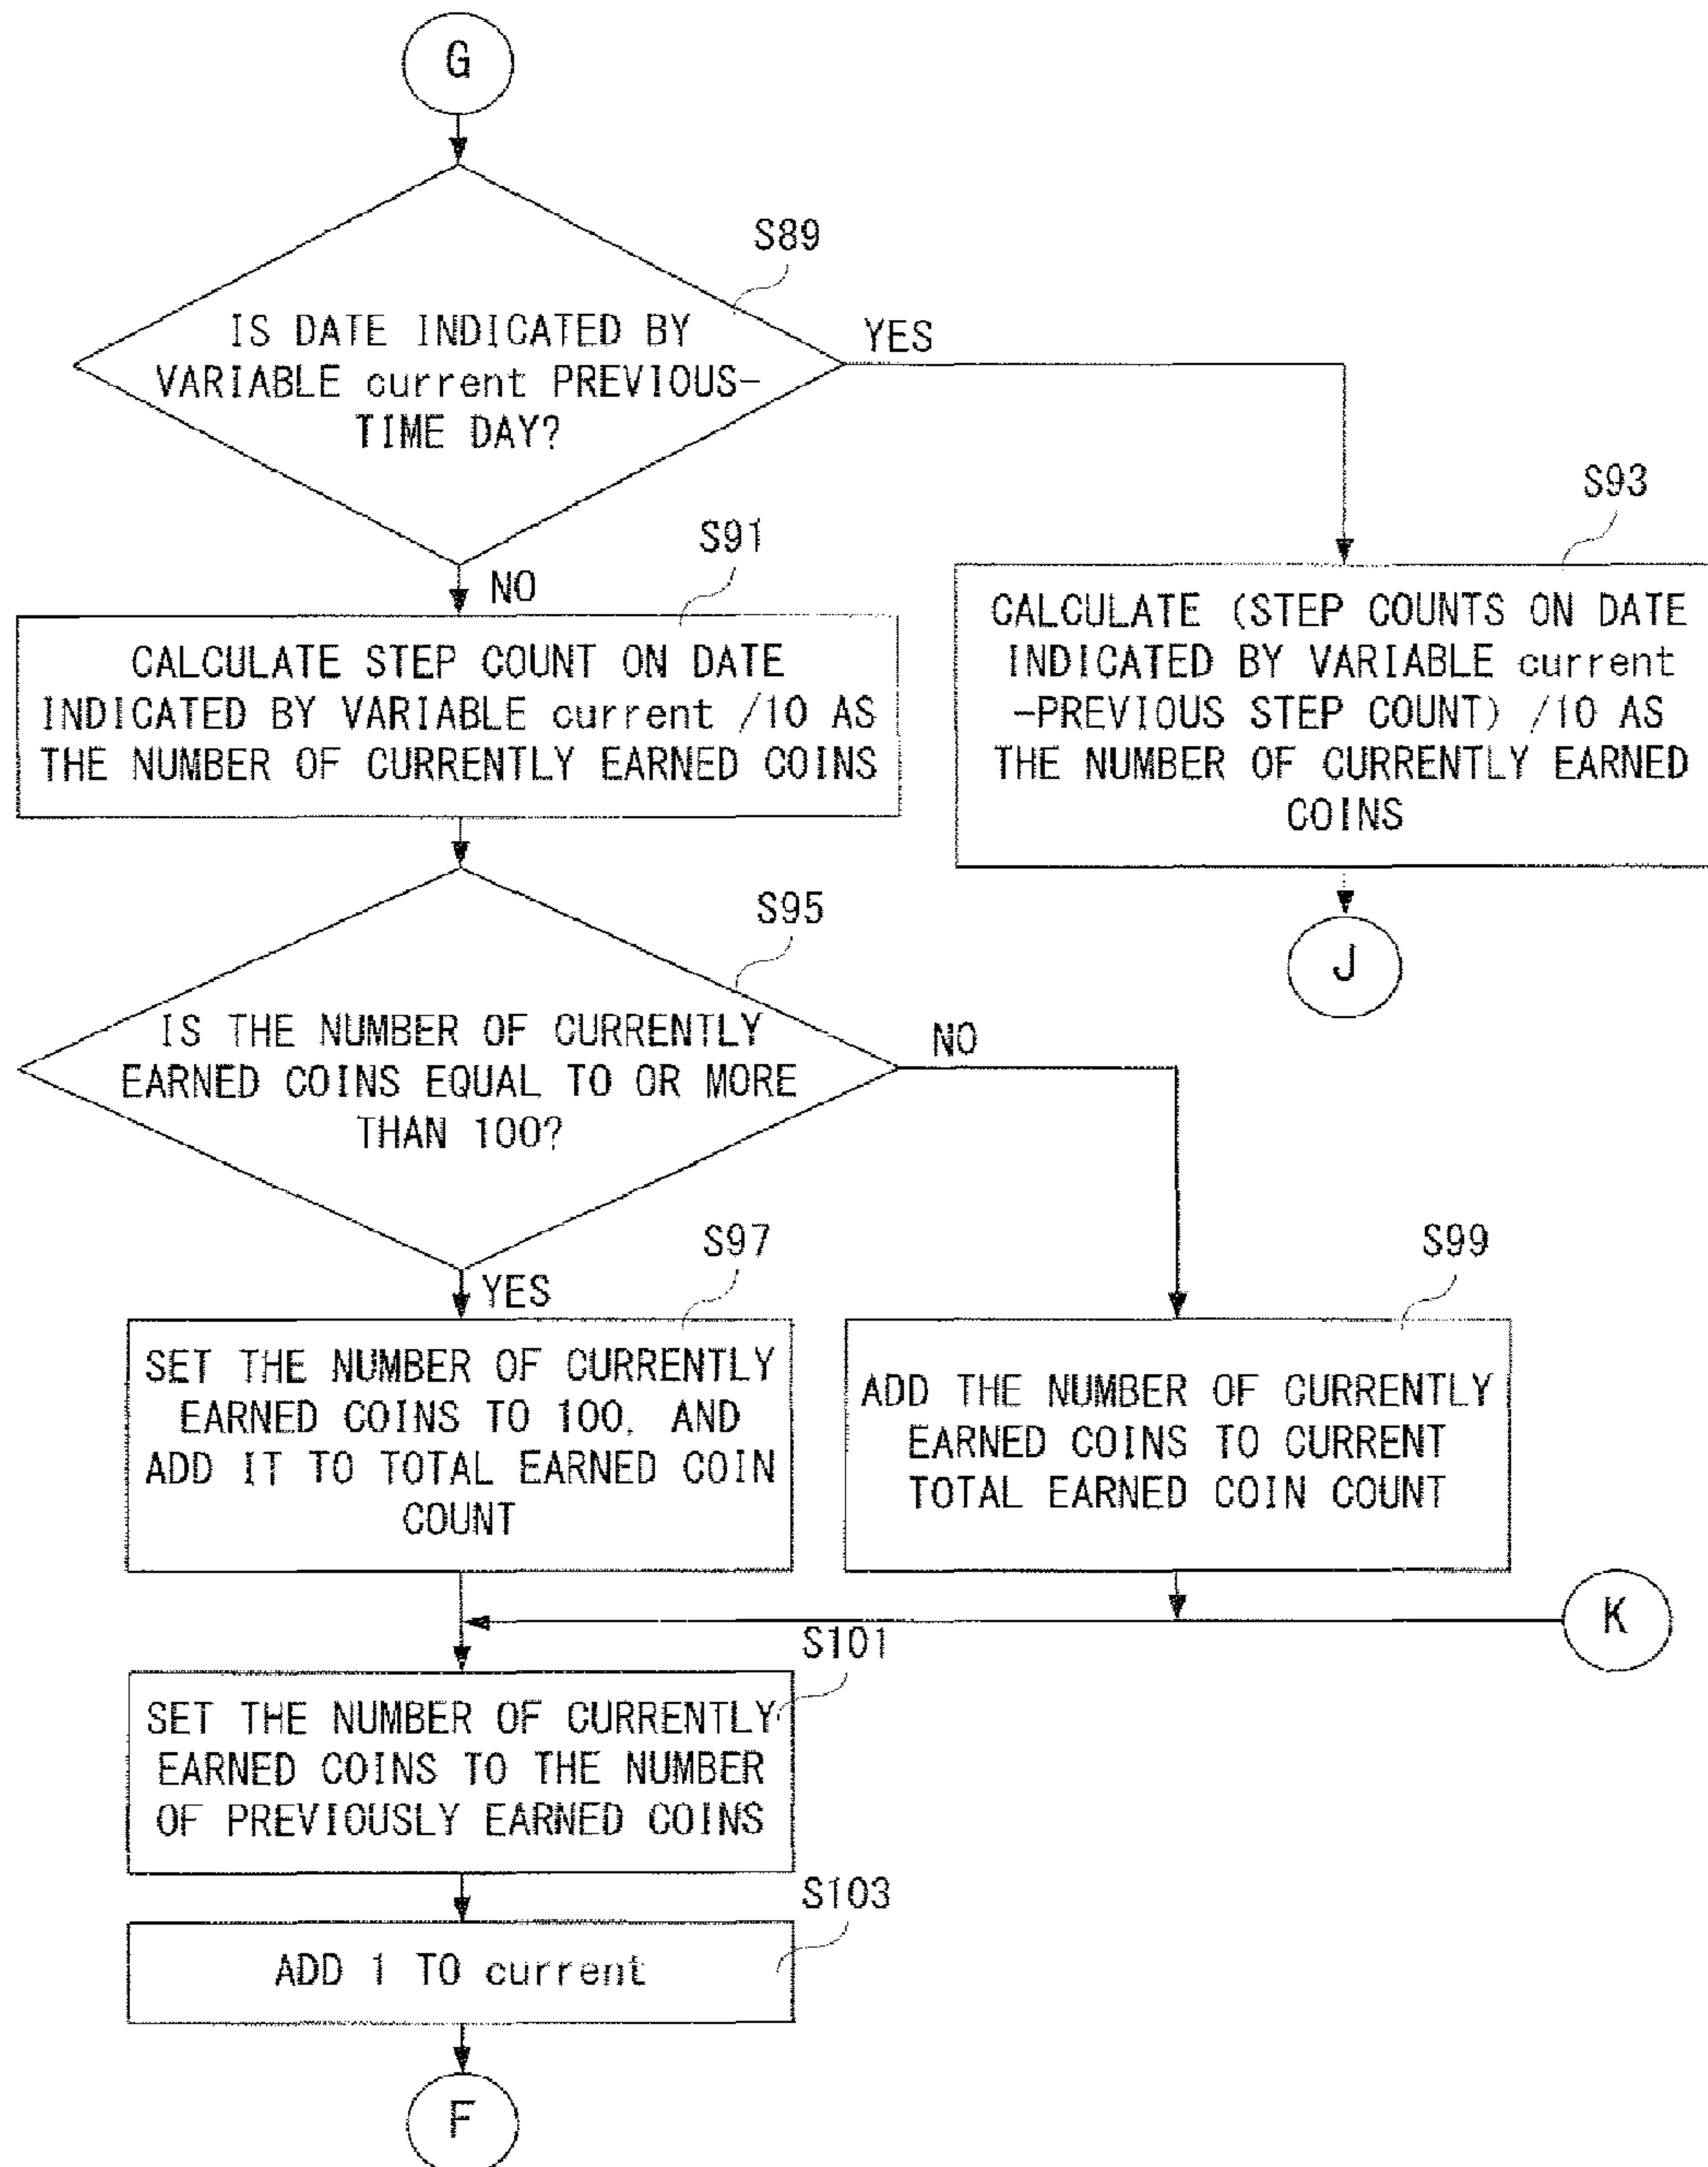 G
S89
IS DATE INDICATED BY
VARIABLE current PREVIOUS-
TIME DAY?
YES
NO
S91
CALCULATE STEP COUNT ON DATE
INDICATED BY VARIABLE current /10 AS
THE NUMBER OF CURRENTLY EARNED COINS
S93
CALCULATE (STEP COUNTS ON DATE
INDICATED BY VARIABLE current
-PREVIOUS STEP COUNT) /10 AS
THE NUMBER OF CURRENTLY EARNED
COINS
J
S95
IS THE NUMBER OF CURRENTLY
EARNED COINS EQUAL TO OR MORE
THAN 100?
NO
YES
S97
SET THE NUMBER OF CURRENTLY
EARNED COINS TO 100, AND
ADD IT TO TOTAL EARNED COIN
COUNT
S99
ADD THE NUMBER OF CURRENTLY
EARNED COINS TO CURRENT
TOTAL EARNED COIN COUNT
K
S101
SET THE NUMBER OF CURRENTLY
EARNED COINS TO THE NUMBER
OF PREVIOUSLY EARNED COINS
S103
ADD 1 TO current
F